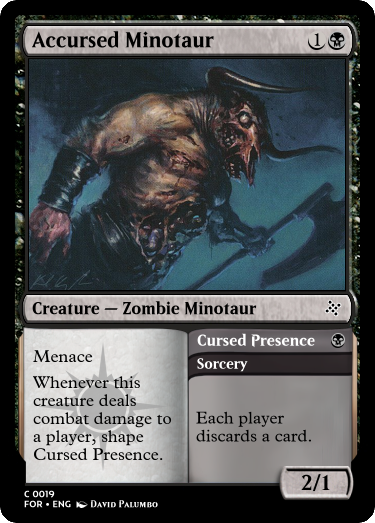 Accursed Minotaur 1
Creature — Zombie Minotaur
Menace
Whenever this
creature deals
combat damage to
a player, shape
Cursed Presence.
Cursed Presence
Sorcery
Each player
discards a card.
2/1
C 0019
FOR • ENG David Palumbo